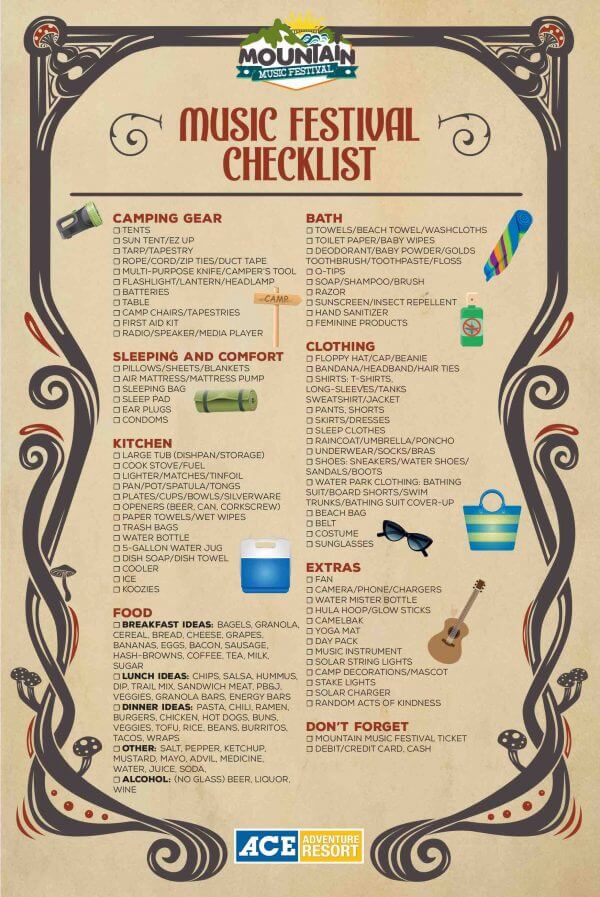 MOUNTAIN
MUSIC FESTIVAL
MUSIC FESTIVAL
CHECKLIST
CAMPING GEAR
☐ TENTS
☐ SUN TENT/EZ UP
☐ TARP/TAPESTRY
☐ ROPE/CORD/ZIP TIES/DUCT TAPE
☐ MULTI-PURPOSE KNIFE/CAMPER'S TOOL
☐ FLASHLIGHT/LANTERN/HEADLAMP
☐ BATTERIES
☐ TABLE
☐ CAMP CHAIRS/TAPESTRIES
☐ FIRST AID KIT
☐ RADIO/SPEAKER/MEDIA PLAYER
CAMP
SLEEPING AND COMFORT
☐ PILLOWS/SHEETS/BLANKETS
☐ AIR MATTRESS/MATTRESS PUMP
☐ SLEEPING BAG
☐ SLEEP PAD
☐ EAR PLUGS
☐ CONDOMS
KITCHEN
☐ LARGE TUB (DISHPAN/STORAGE)
☐ COOK STOVE/FUEL
☐ LIGHTER/MATCHES/TINFOIL
☐ PAN/POT/SPATULA/TONGS
☐ PLATES/CUPS/BOWLS/SILVERWARE
☐ OPENERS (BEER, CAN, CORKSCREW)
☐ PAPER TOWELS/WET WIPES
☐ TRASH BAGS
☐ WATER BOTTLE
☐ 5-GALLON WATER JUG
☐ DISH SOAP/DISH TOWEL
☐ COOLER
☐ ICE
☐ KOOZIES
FOOD
☐ BREAKFAST IDEAS: BAGELS, GRANOLA,
CEREAL, BREAD, CHEESE, GRAPES,
BANANAS, EGGS, BACON, SAUSAGE,
HASH-BROWNS, COFFEE, TEA, MILK,
SUGAR
☐ LUNCH IDEAS: CHIPS, SALSA, HUMMUS,
DIP, TRAIL MIX, SANDWICH MEAT, PB&J,
VEGGIES, GRANOLA BARS, ENERGY BARS
☐ DINNER IDEAS: PASTA, CHILI, RAMEN,
BURGERS, CHICKEN, HOT DOGS, BUNS,
VEGGIES, TOFU, RICE, BEANS, BURRITOS,
TACOS, WRAPS
☐ OTHER: SALT, PEPPER, KETCHUP,
MUSTARD, MAYO, ADVIL, MEDICINE,
WATER, JUICE, SODA,
☐ ALCOHOL: (NO GLASS) BEER, LIQUOR,
WINE
BATH
☐ TOWELS/BEACH TOWEL/WASHCLOTHS
☐ TOILET PAPER/BABY WIPES
☐ DEODORANT/BABY POWDER/GOLDS
TOOTHBRUSH/TOOTHPASTE/FLOSS
☐ Q-TIPS
☐ SOAP/SHAMPOO/BRUSH
☐ RAZOR
☐ SUNSCREEN/INSECT REPELLENT
☐ HAND SANITIZER
☐ FEMININE PRODUCTS
CLOTHING
☐ FLOPPY HAT/CAP/BEANIE
☐ BANDANA/HEADBAND/HAIR TIES
☐ SHIRTS: T-SHIRTS,
LONG-SLEEVES/TANKS
SWEATSHIRT/JACKET
☐ PANTS, SHORTS
☐ SKIRTS/DRESSES
☐ SLEEP CLOTHES
☐ RAINCOAT/UMBRELLA/PONCHO
☐ UNDERWEAR/SOCKS/BRAS
☐ SHOES: SNEAKERS/WATER SHOES/
SANDALS/BOOTS
☐ WATER PARK CLOTHING: BATHING
SUIT/BOARD SHORTS/SWIM
TRUNKS/BATHING SUIT COVER-UP
☐ BEACH BAG
☐ BELT
☐ COSTUME
☐ SUNGLASSES
EXTRAS
☐ FAN
☐ CAMERA/PHONE/CHARGERS
☐ WATER MISTER BOTTLE
☐ HULA HOOP/GLOW STICKS
☐ CAMELBAK
☐ YOGA MAT
☐ DAY PACK
☐ MUSIC INSTRUMENT
☐ SOLAR STRING LIGHTS
☐ CAMP DECORATIONS/MASCOT
☐ STAKE LIGHTS
☐ SOLAR CHARGER
☐ RANDOM ACTS OF KINDNESS
DON'T FORGET
☐ MOUNTAIN MUSIC FESTIVAL TICKET
☐ DEBIT/CREDIT CARD, CASH
ACE ADVENTURE
RESORT